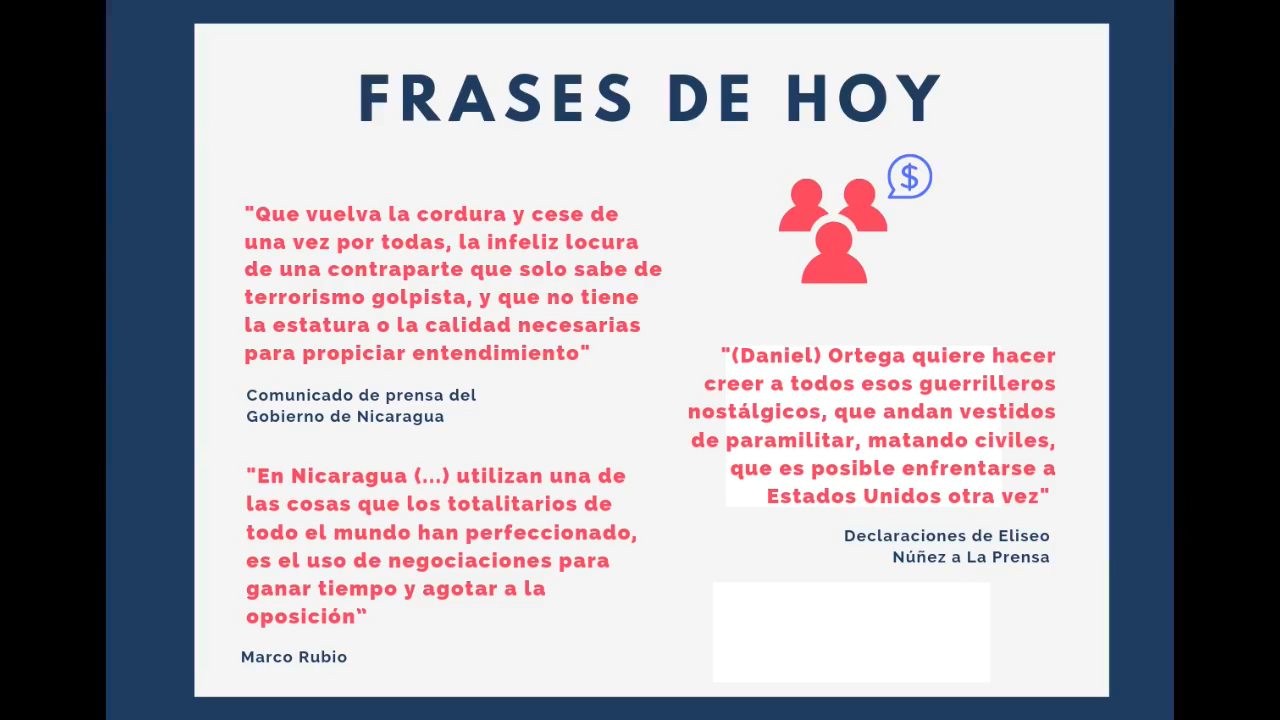 FRASES DE HOY
"Que vuelva la cordura y cese de
una vez por todas, la infeliz locura
de una contraparte que solo sabe de
terrorismo golpista, y que no tiene
la estatura o la calidad necesarias
para propiciar entendimiento"
Comunicado de prensa del
Gobierno de Nicaragua
"En Nicaragua (...) utilizan una de
las cosas que los totalitarios de
todo el mundo han perfeccionado,
es el uso de negociaciones para
ganar tiempo y agotar a la
oposición“
Marco Rubio
$
"(Daniel) Ortega quiere hacer
creer a todos esos guerrilleros
nostálgicos, que andan vestidos
de paramilitar, matando civiles,
que es posible enfrentarse a
Estados Unidos otra vez"
Declaraciones de Eliseo
Núñez a La Prensa